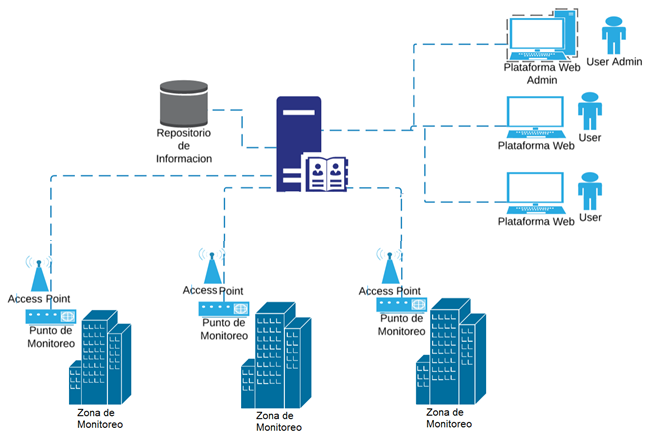 Plataforma Web
Admin
User Admin
Repositorio
de
Informacion
Plataforma Web
User
Plataforma Web
User
Access Point
Punto de
Monitoreo
Zona de
Monitoreo
Access Point
Punto de
Monitoreo
Zona de
Monitoreo
Access Point
Punto de
Monitoreo
Zona de
Monitoreo